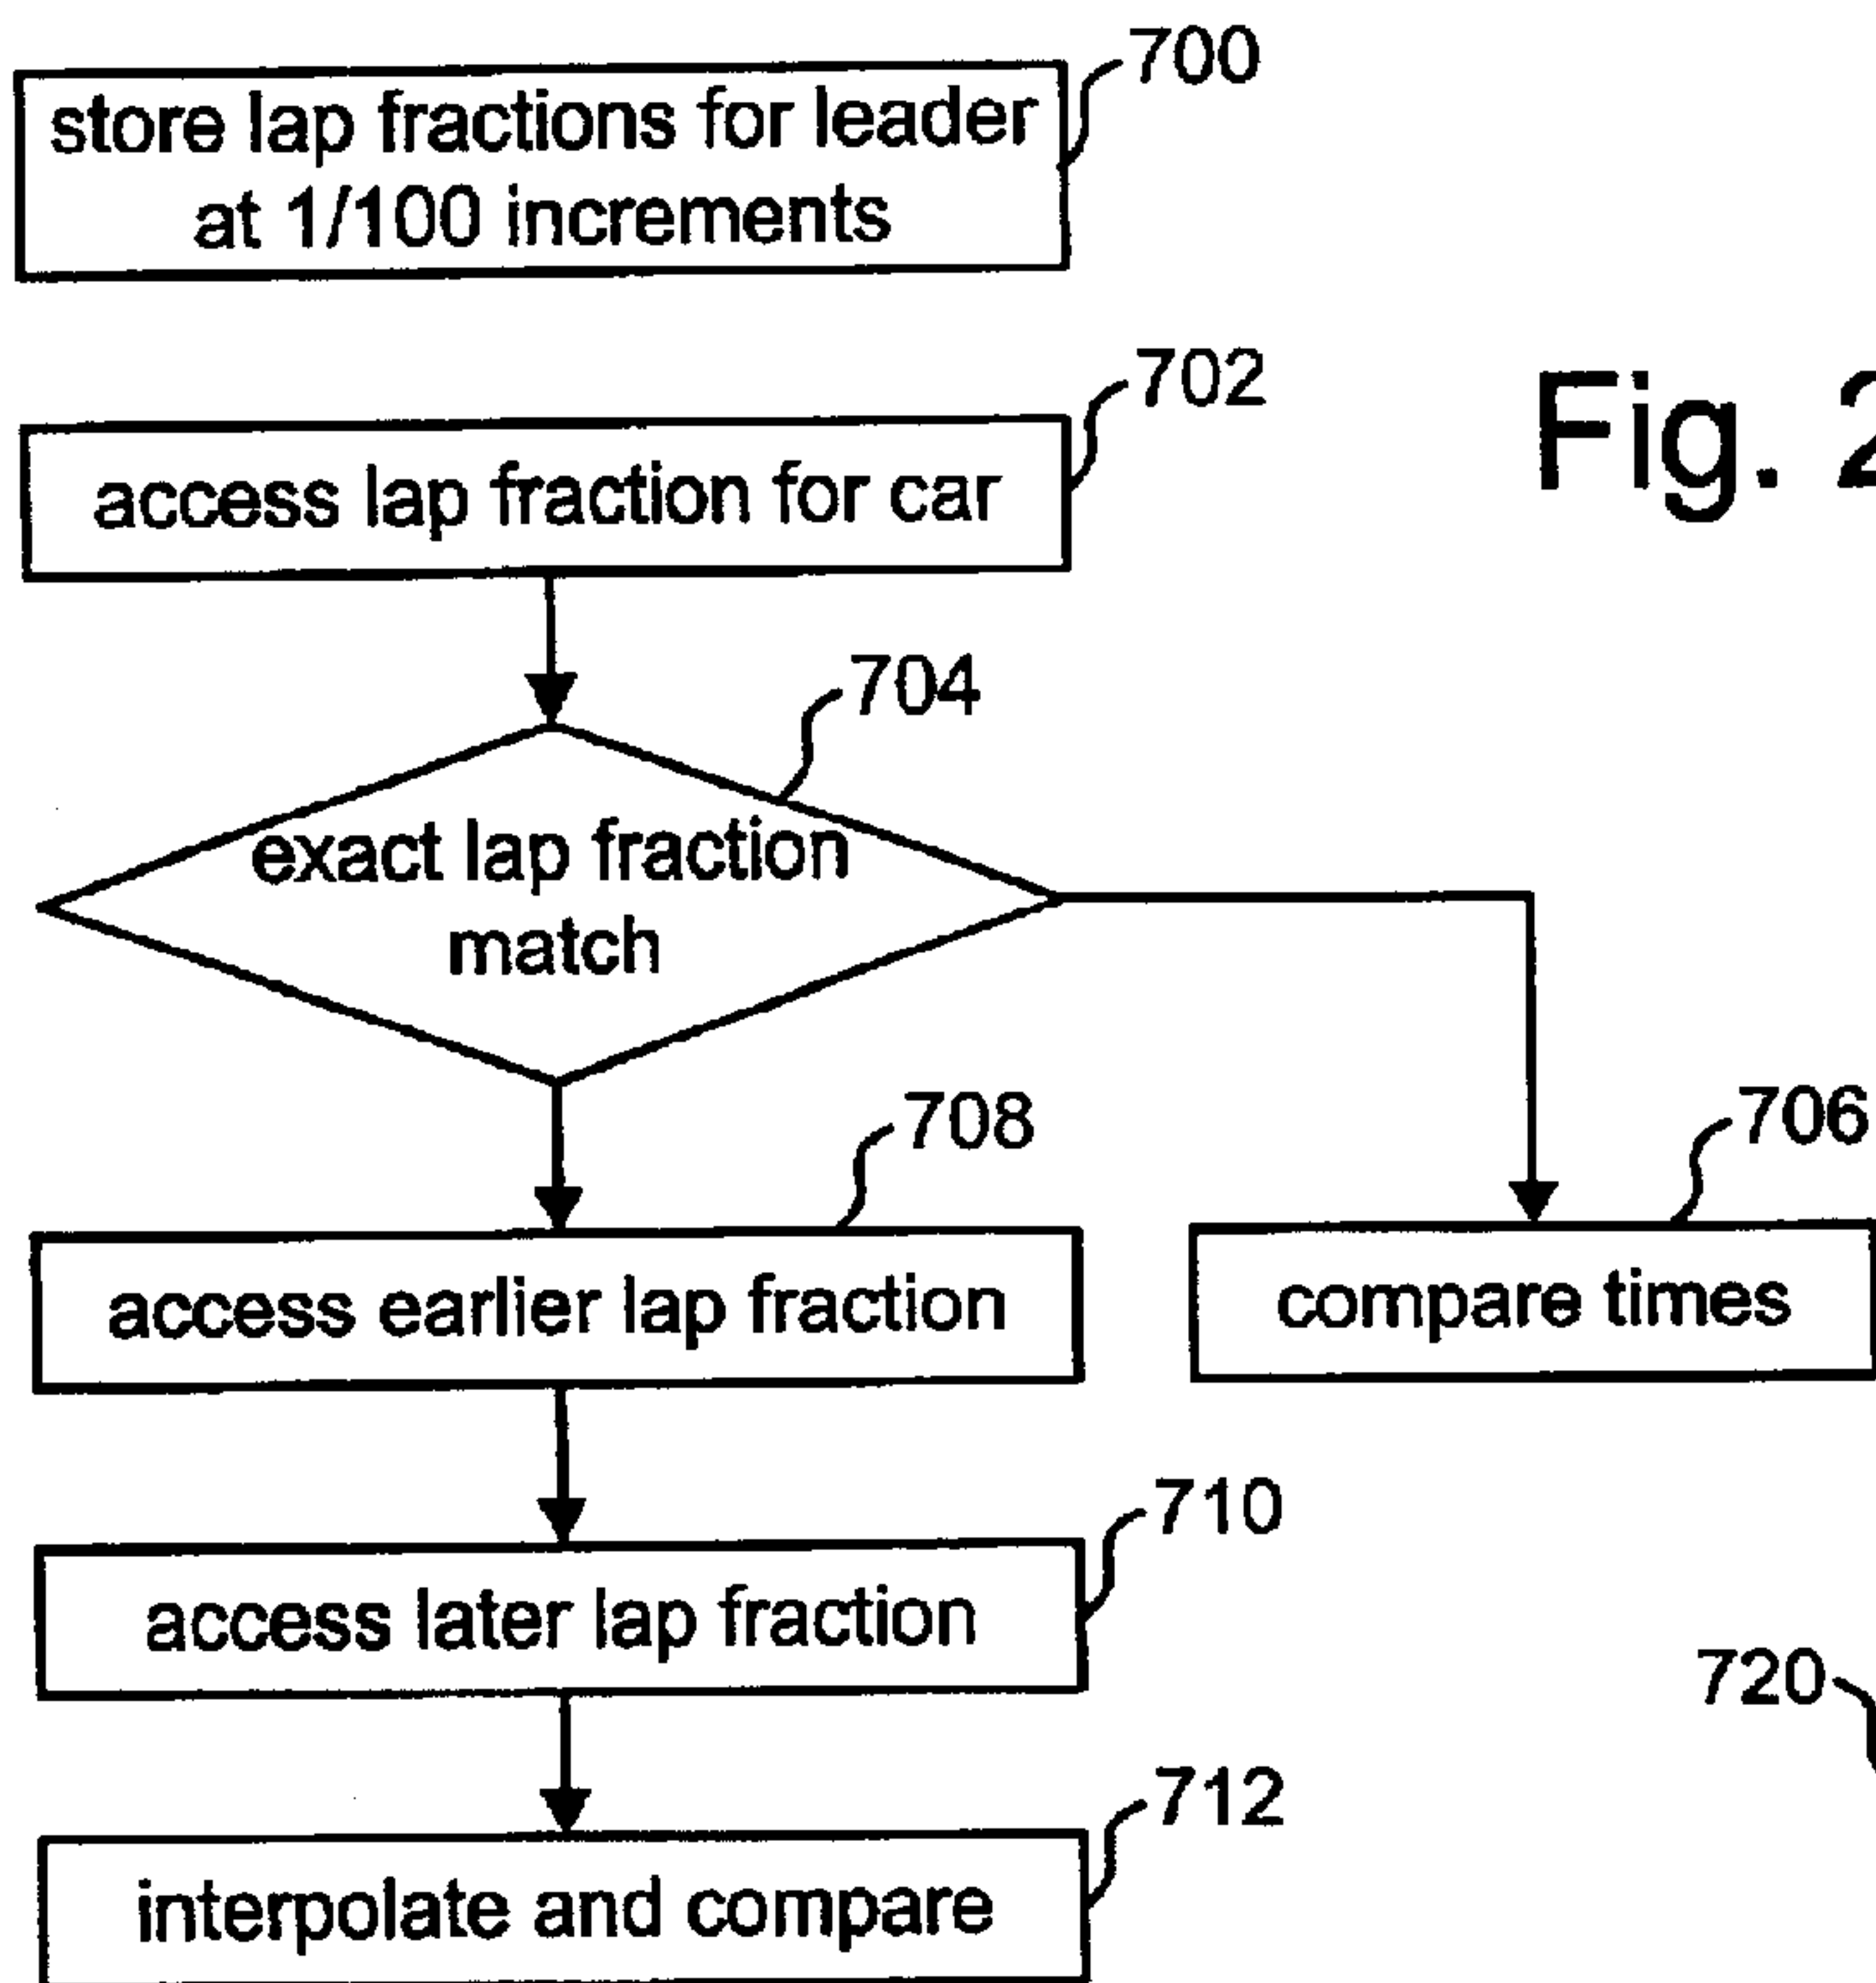 700
store lap fractions for leader
at 1/100 increments
702
access lap fraction for car
Fig. 2
704
exact lap fraction
match
708
706
access earlier lap fraction
compare times
710
access later lap fraction
720
712
interpolate and compare